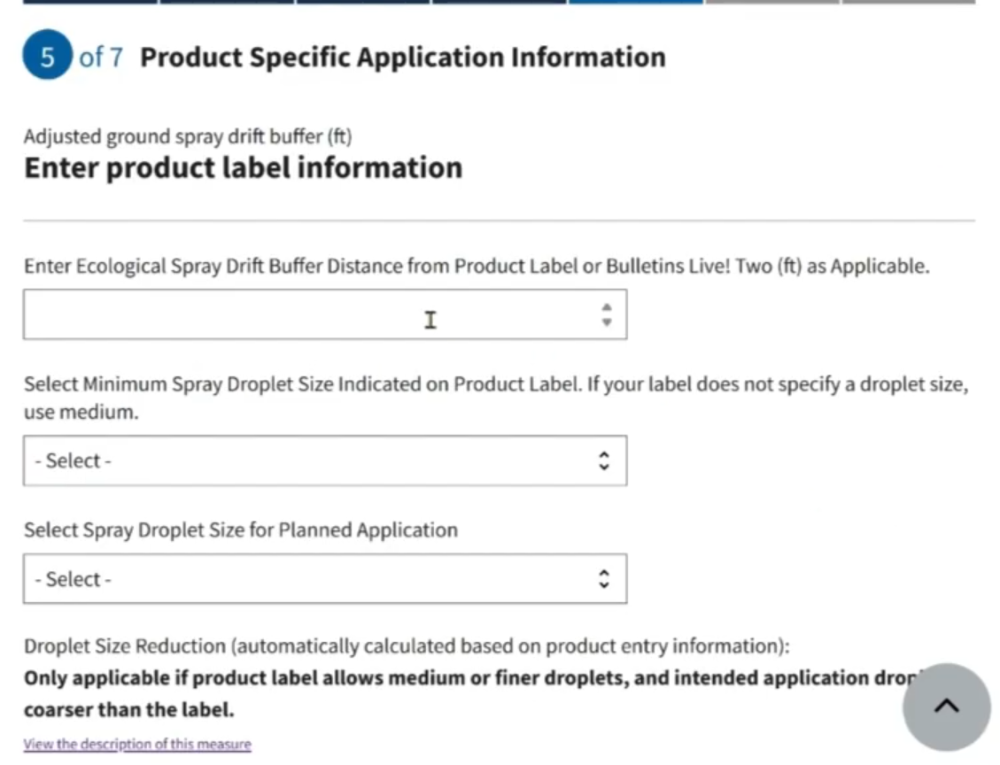 5 of 7 Product Specific Application Information
Adjusted ground spray drift buffer (ft)
Enter product label information
Enter Ecological Spray Drift Buffer Distance from Product Label or Bulletins Live! Two (ft) as Applicable.
Select Minimum Spray Droplet Size Indicated on Product Label. If your label does not specify a droplet size,
use medium.
- Select -
Select Spray Droplet Size for Planned Application
- Select -
Droplet Size Reduction (automatically calculated based on product entry information):
Only applicable if product label allows medium or finer droplets, and intended application
coarser than the label.
View the description of this measure